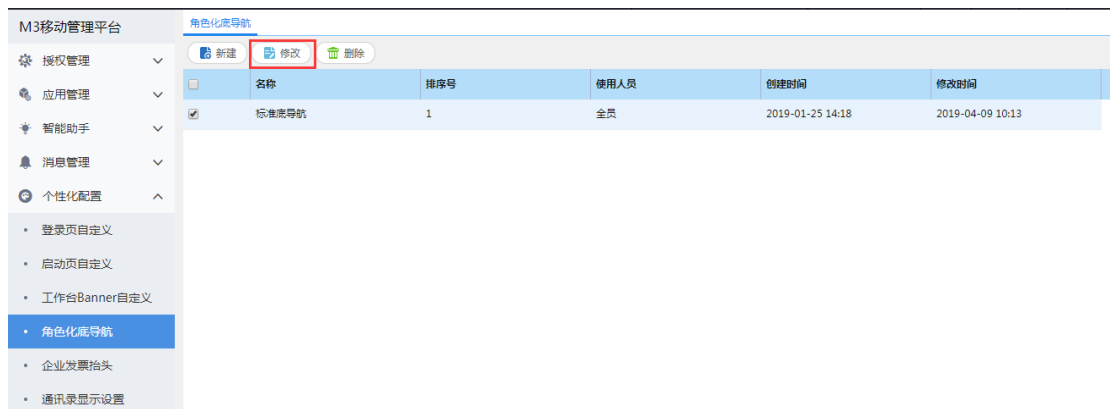 M3移动管理平台
授权管理
应用管理
智能助手
消息管理
个性化配置
登录页自定义
启动页自定义
工作台Banner自定义
角色化底导航
企业发票抬头
通讯录显示设置
角色化底导航
新建 修改 删除
名称 排序号 使用人员 创建时间 修改时间
标准底导航 1 全员 2019-01-25 14:18 2019-04-09 10:13